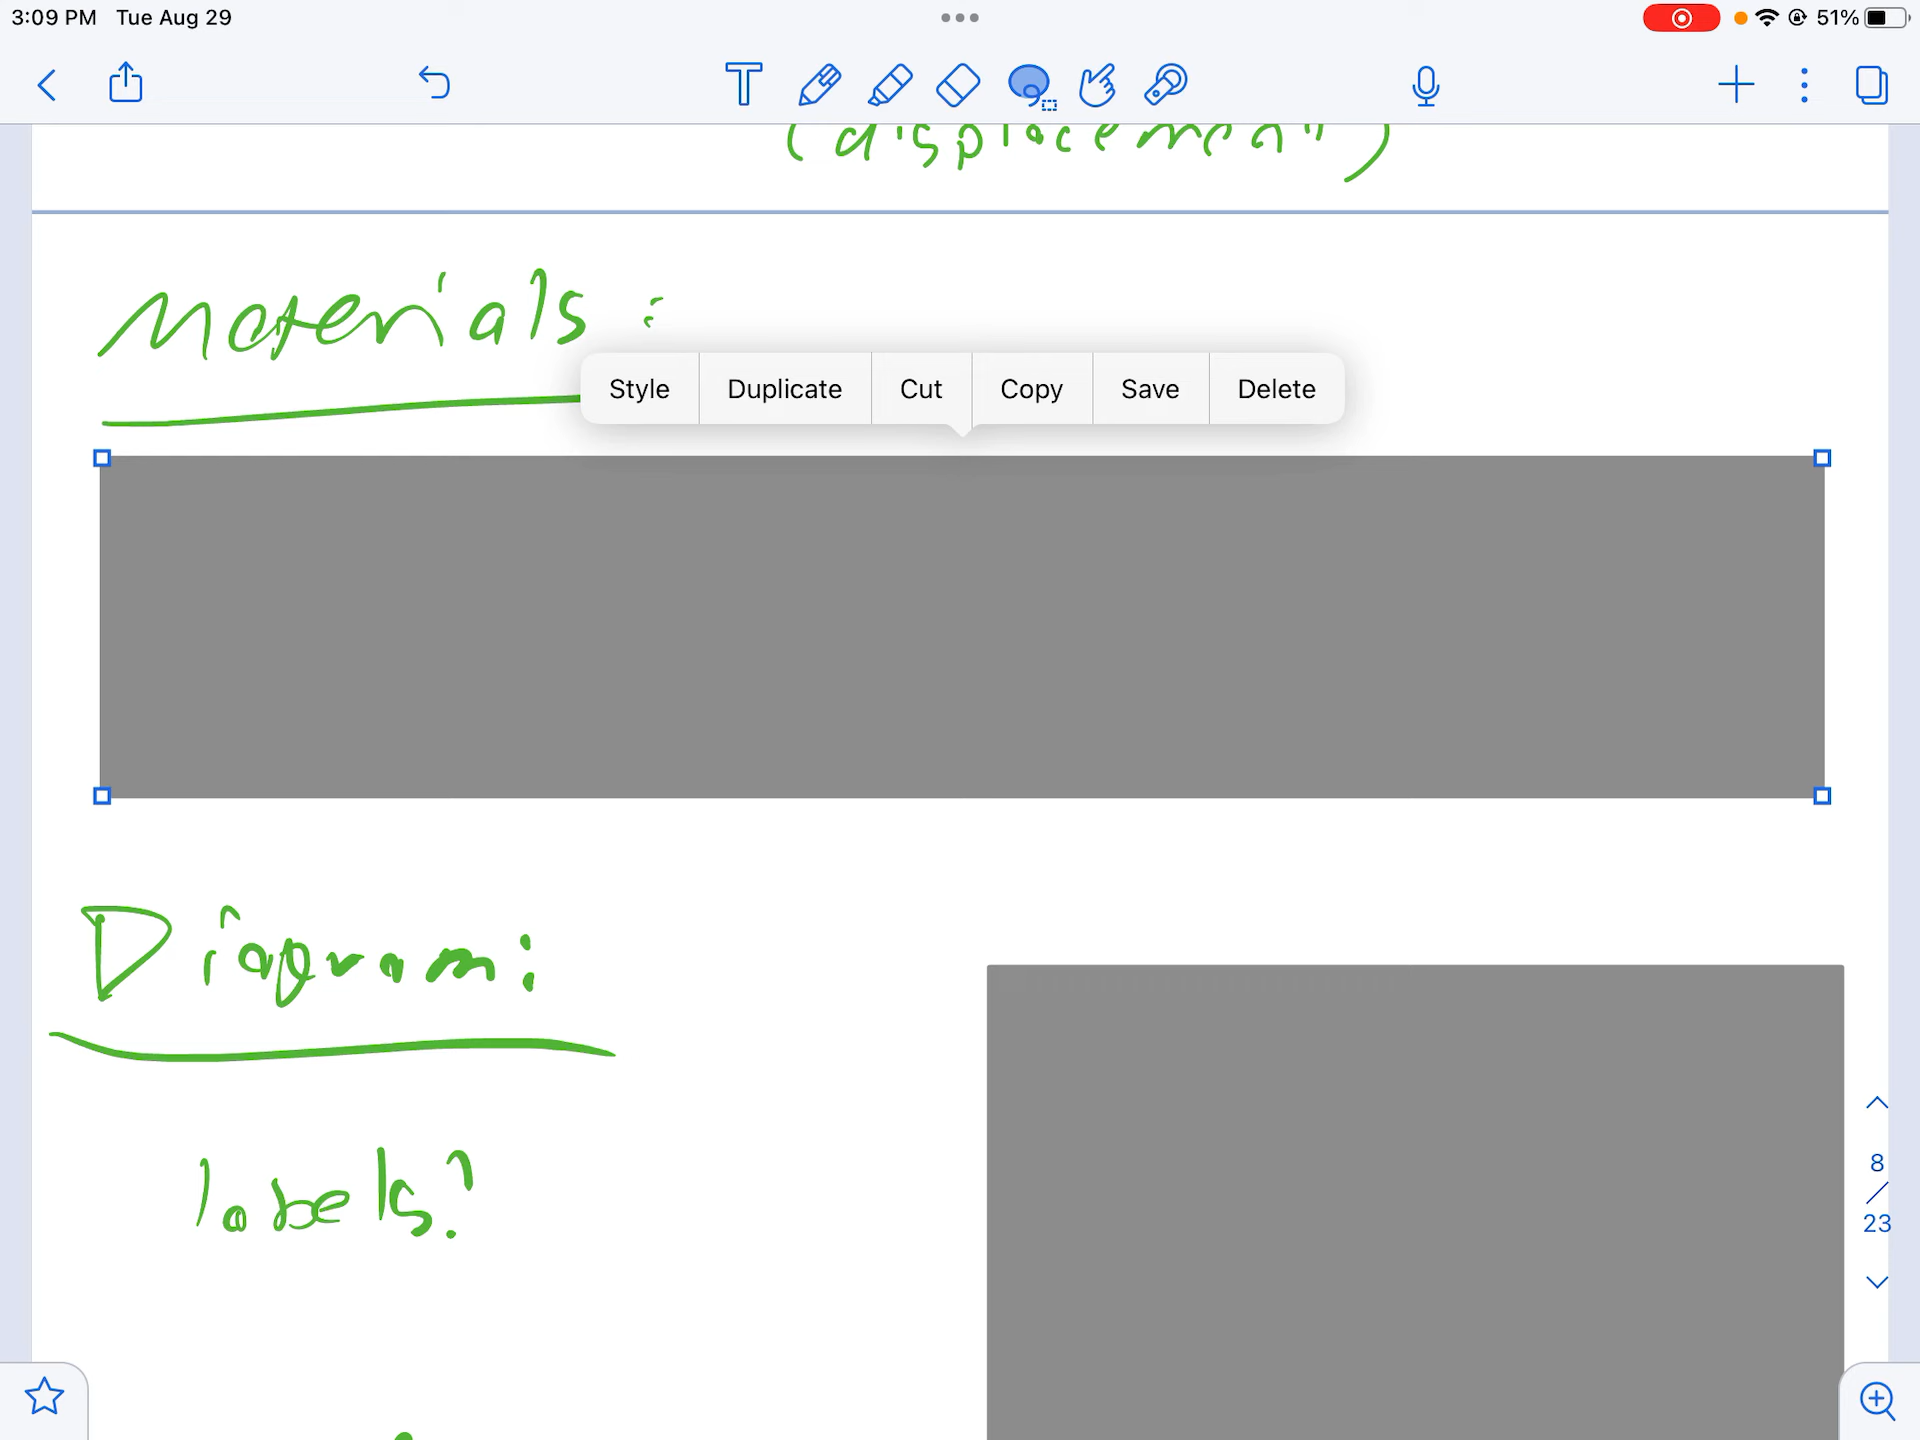 3:09 PM Tue Aug 29
51%
(displacement)
Materials:
Style Duplicate Cut Copy Save Delete
Diagram:
labels?
8
/
23